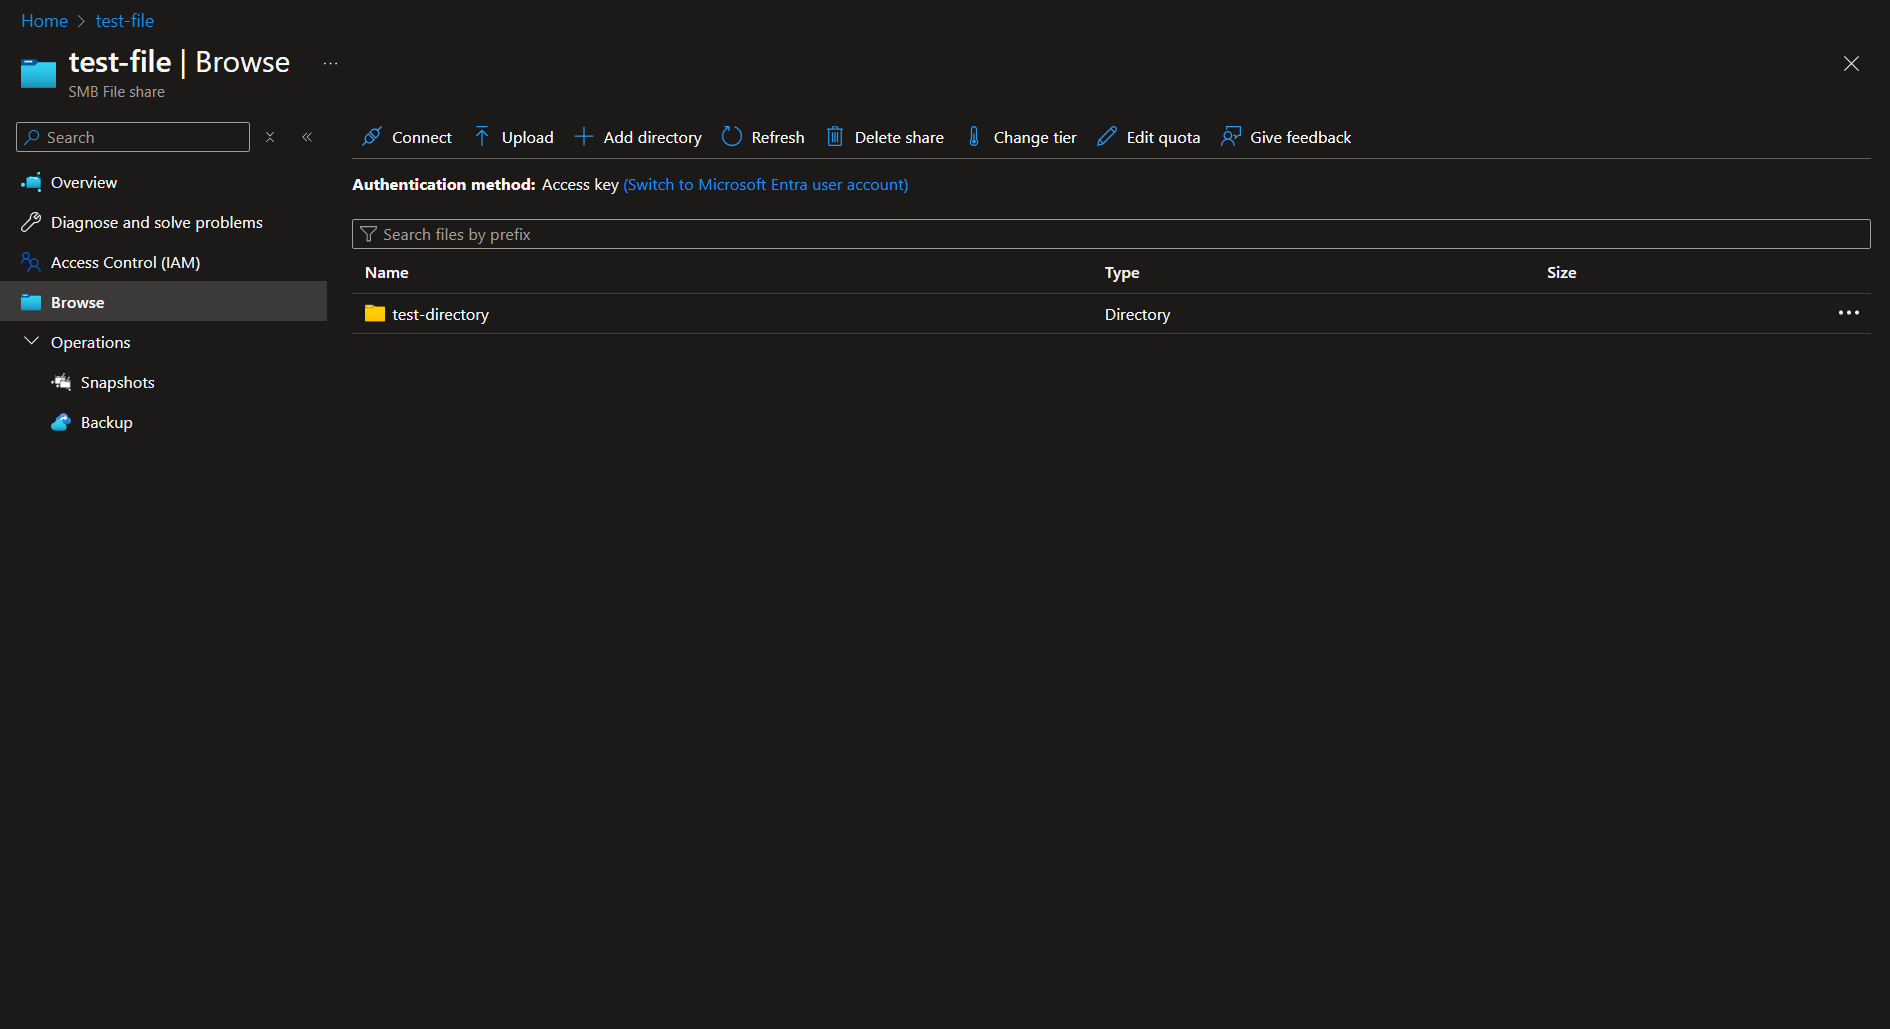 Home > test-file
test-file | Browse ...
SMB File share
Search
Overview
Diagnose and solve problems
Access Control (IAM)
Browse
Operations
Snapshots
Backup
Connect Upload Add directory Refresh Delete share Change tier Edit quota Give feedback
Authentication method: Access key (Switch to Microsoft Entra user account)
Search files by prefix
Name Type Size
test-directory Directory